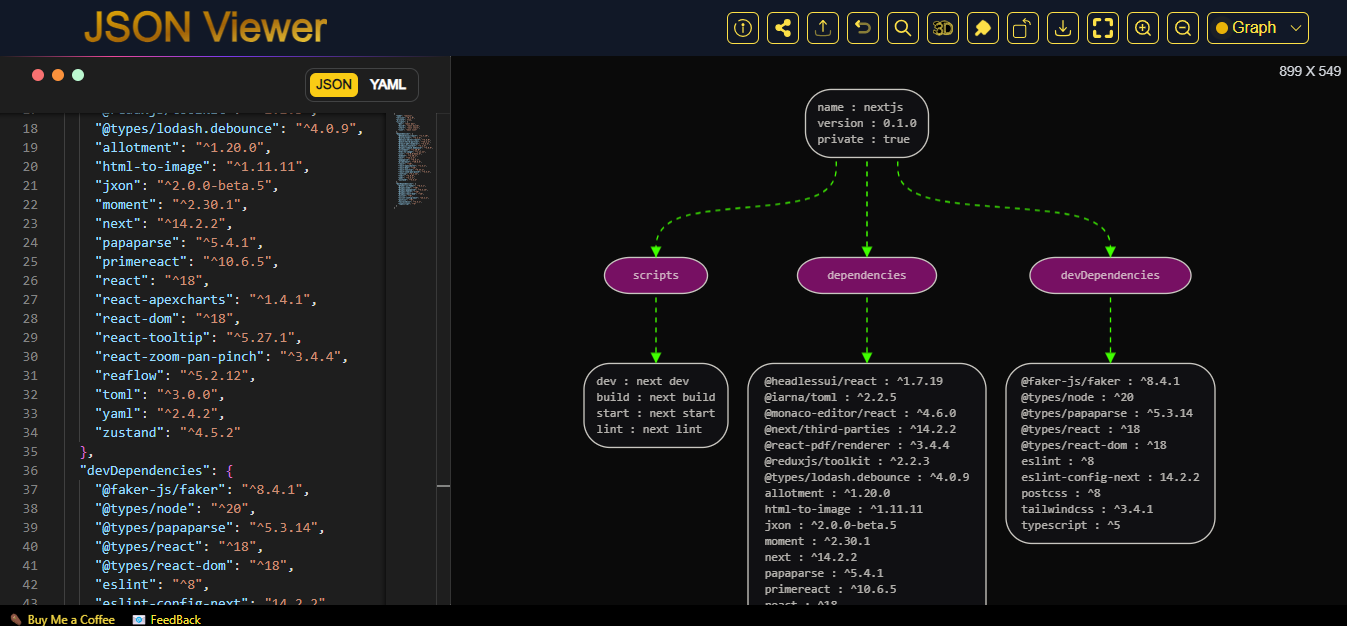 JSON Viewer
3D
Graph
JSON YAML
899 X 549
18 "@types/lodash.debounce": "^4.0.9",
19 "allotment": "^1.20.0",
20 "html-to-image": "^1.11.11",
21 "jxon": "^2.0.0-beta.5",
22 "moment": "^2.30.1",
23 "next": "^14.2.2",
24 "papaparse": "^5.4.1",
25 "primereact": "^10.6.5",
26 "react": "^18",
27 "react-apexcharts": "^1.4.1",
28 "react-dom": "^18",
29 "react-tooltip": "^5.27.1",
30 "react-zoom-pan-pinch": "^3.4.4",
31 "reaflow": "^5.2.12",
32 "toml": "^3.0.0",
33 "yaml": "^2.4.2",
34 "zustand": "^4.5.2"
35 },
36 "devDependencies": {
37 "@faker-js/faker": "^8.4.1",
38 "@types/node": "^20",
39 "@types/papaparse": "^5.3.14",
40 "@types/react": "^18",
41 "@types/react-dom": "^18",
42 "eslint": "^8",
43 "eslint-config-next": "14.2.2"
name : nextjs
version : 0.1.0
private : true
scripts
dependencies
devDependencies
dev : next dev
build : next build
start : next start
lint : next lint
@headlessui/react : ^1.7.19
@iarna/toml : ^2.2.5
@monaco-editor/react : ^4.6.0
@next/third-parties : ^14.2.2
@react-pdf/renderer : ^3.4.4
@reduxjs/toolkit : ^2.2.3
@types/lodash.debounce : ^4.0.9
allotment : ^1.20.0
html-to-image : ^1.11.11
jxon : ^2.0.0-beta.5
moment : ^2.30.1
next : ^14.2.2
papaparse : ^5.4.1
primereact : ^10.6.5
react : ^18
@faker-js/faker : ^8.4.1
@types/node : ^20
@types/papaparse : ^5.3.14
@types/react : ^18
@types/react-dom : ^18
eslint : ^8
eslint-config-next : 14.2.2
postcss : ^8
tailwindcss : ^3.4.1
typescript : ^5
Buy Me a Coffee
FeedBack